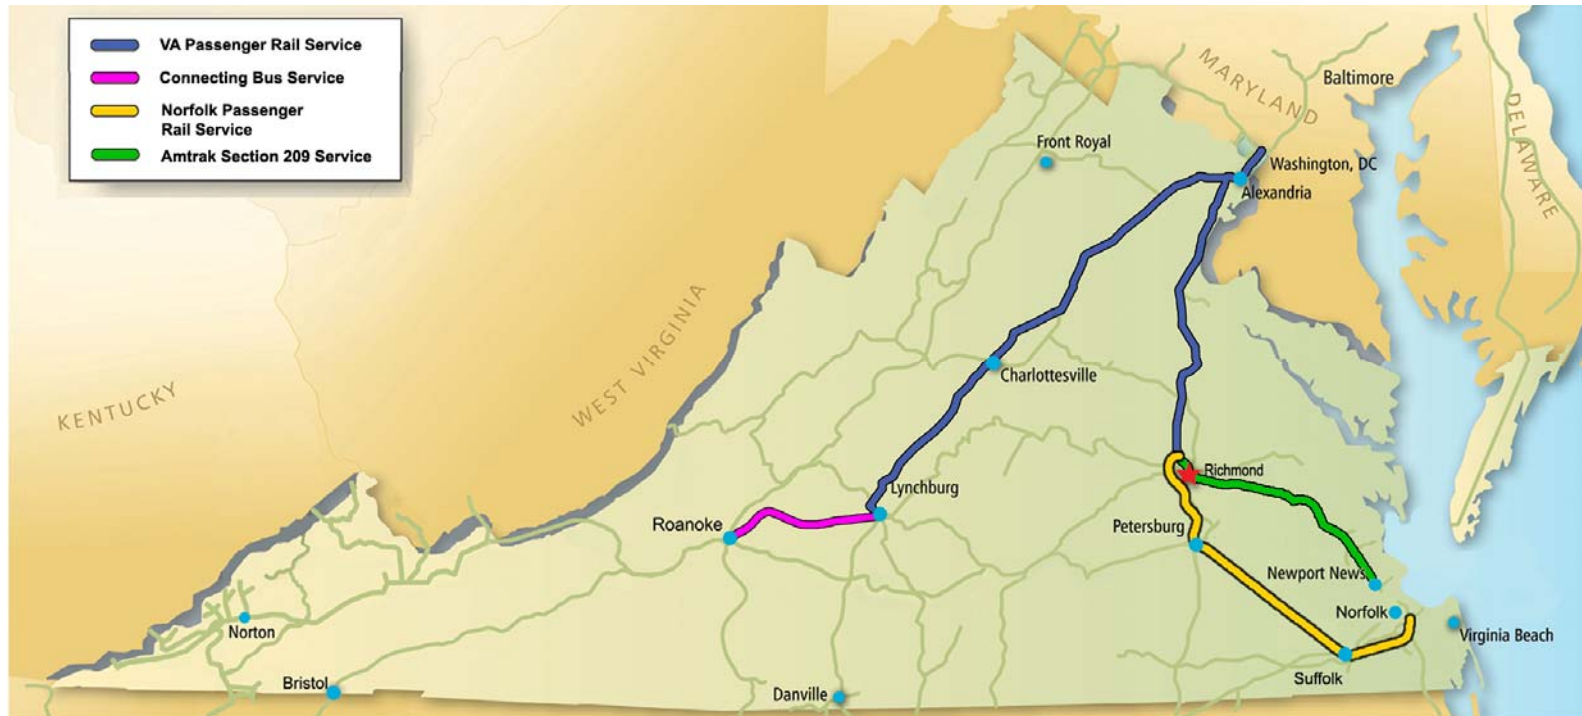 VA Passenger Rail Service
Connecting Bus Service
Norfolk Passenger
Rail Service
Amtrak Section 209 Service
MARYLAND
Baltimore
DELAWARE
Front Royal
Washington, DC
Alexandria
WEST VIRGINIA
KENTUCKY
Charlottesville
Richmond
Lynchburg
Roanoke
Petersburg
Newport News
Norfolk
Virginia Beach
Norton
Suffolk
Bristol
Danville